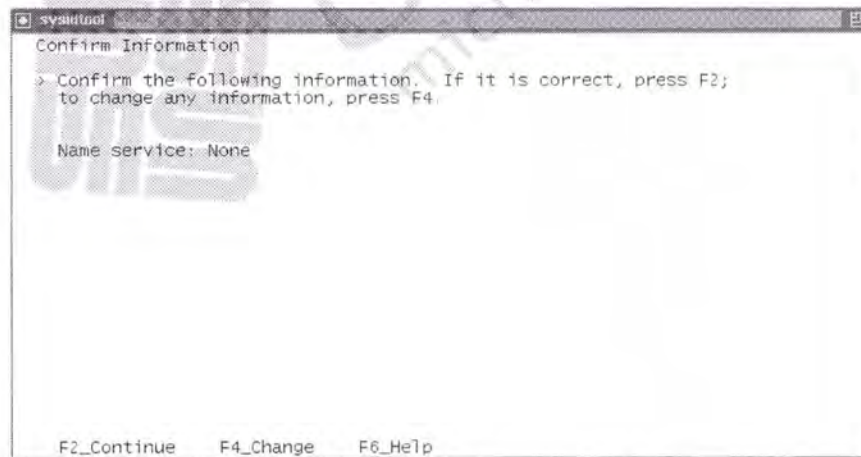 sysidtool
Confirm Information
> Confirm the following information. If it is correct, press F2;
to change any information, press F4.
Name service: None
F2_Continue F4_Change F6_Help